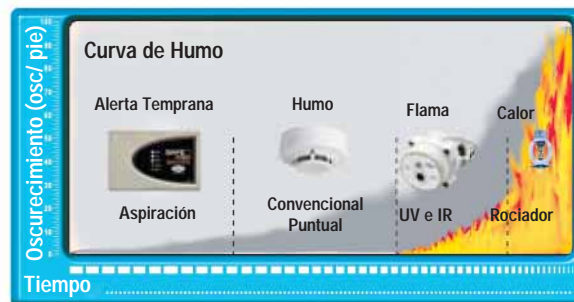 Curva de Humo
Oscurecimiento (osc/ pie)
Alerta Temprana
Humo
Flama
Calor
Aspiración
Convencional
Puntual
UV e IR
Rociador
Tiempo